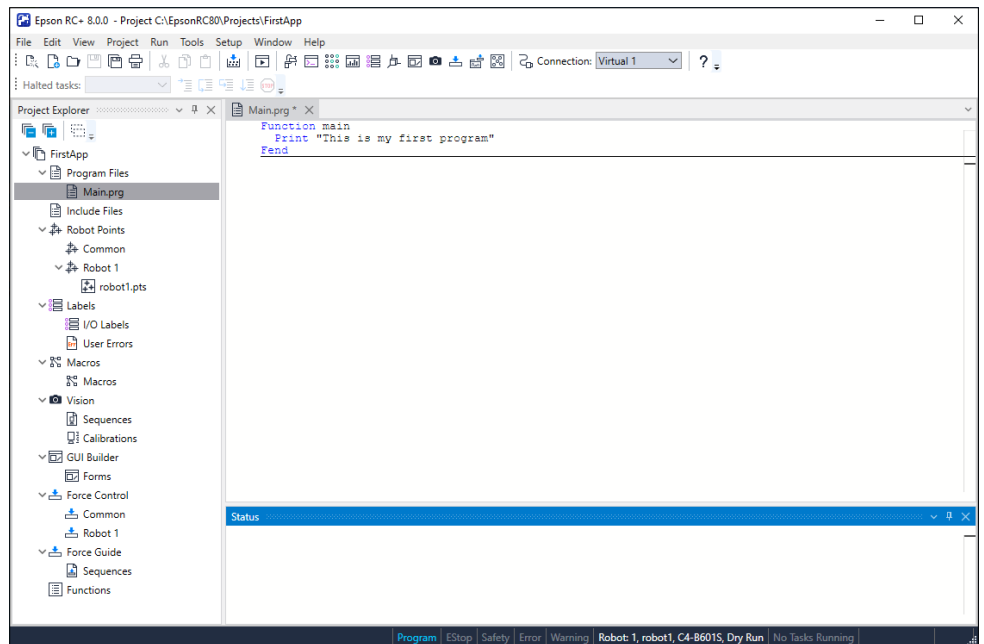 Epson RC+ 8.0.0 - Project C:\EpsonRC80\Projects\FirstApp
File Edit View Project Run Tools Setup Window Help
Connection: Virtual 1 ?
Halted tasks:
Project Explorer
Main.prg *
Function main
Print "This is my first program"
Fend
FirstApp
Program Files
Main.prg
Include Files
Robot Points
Common
Robot 1
robot1.pts
Labels
I/O Labels
User Errors
Macros
Macros
Vision
Sequences
Calibrations
GUI Builder
Forms
Force Control
Common
Robot 1
Force Guide
Sequences
Functions
Status
Program EStop Safety Error Warning Robot: 1, robot1, C4-B601S, Dry Run No Tasks Running